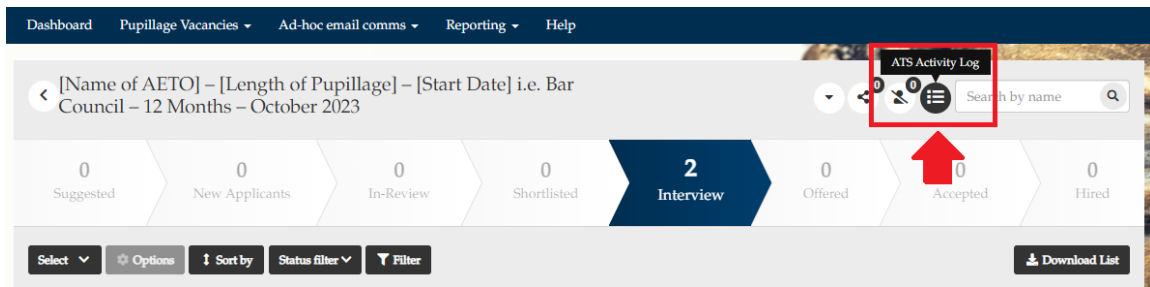 Dashboard Pupillage Vacancies Ad-hoc email comms Reporting Help
ATS Activity Log
[Name of AETO] – [Length of Pupillage] – [Start Date] i.e. Bar
Council – 12 Months – October 2023
0 0
Search by name
0 0 0 0 2 0 0 0
Suggested New Applicants In-Review Shortlisted Interview Offered Accepted Hired
Select Options Sort by Status filter Filter Download List